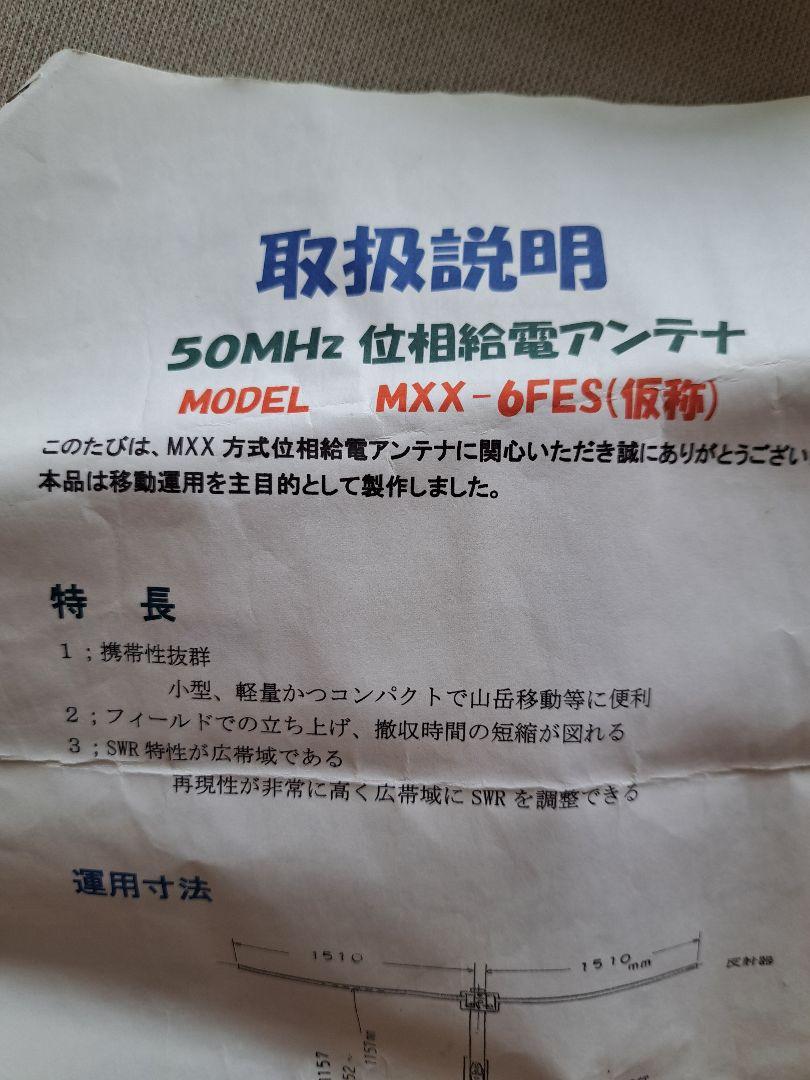 取扱説明
50MHz 位相給電アンテナ
MODEL MXX-6FES(仮称)
このたびは、MXX 方式位相給電アンテナに関心いただき誠にありがとうござい
本品は移動運用を主目的として製作しました。
特 長
1;携帯性抜群
小型、軽量かつコンパクトで山岳移動等に便利
2;フィールドでの立ち上げ、撤収時間の短縮が図れる
3;SWR 特性が広帯域である
再現性が非常に高く広帯域に SWR を調整できる
運用寸法
1510 1510mm 反射器
1157
52~
1157mm